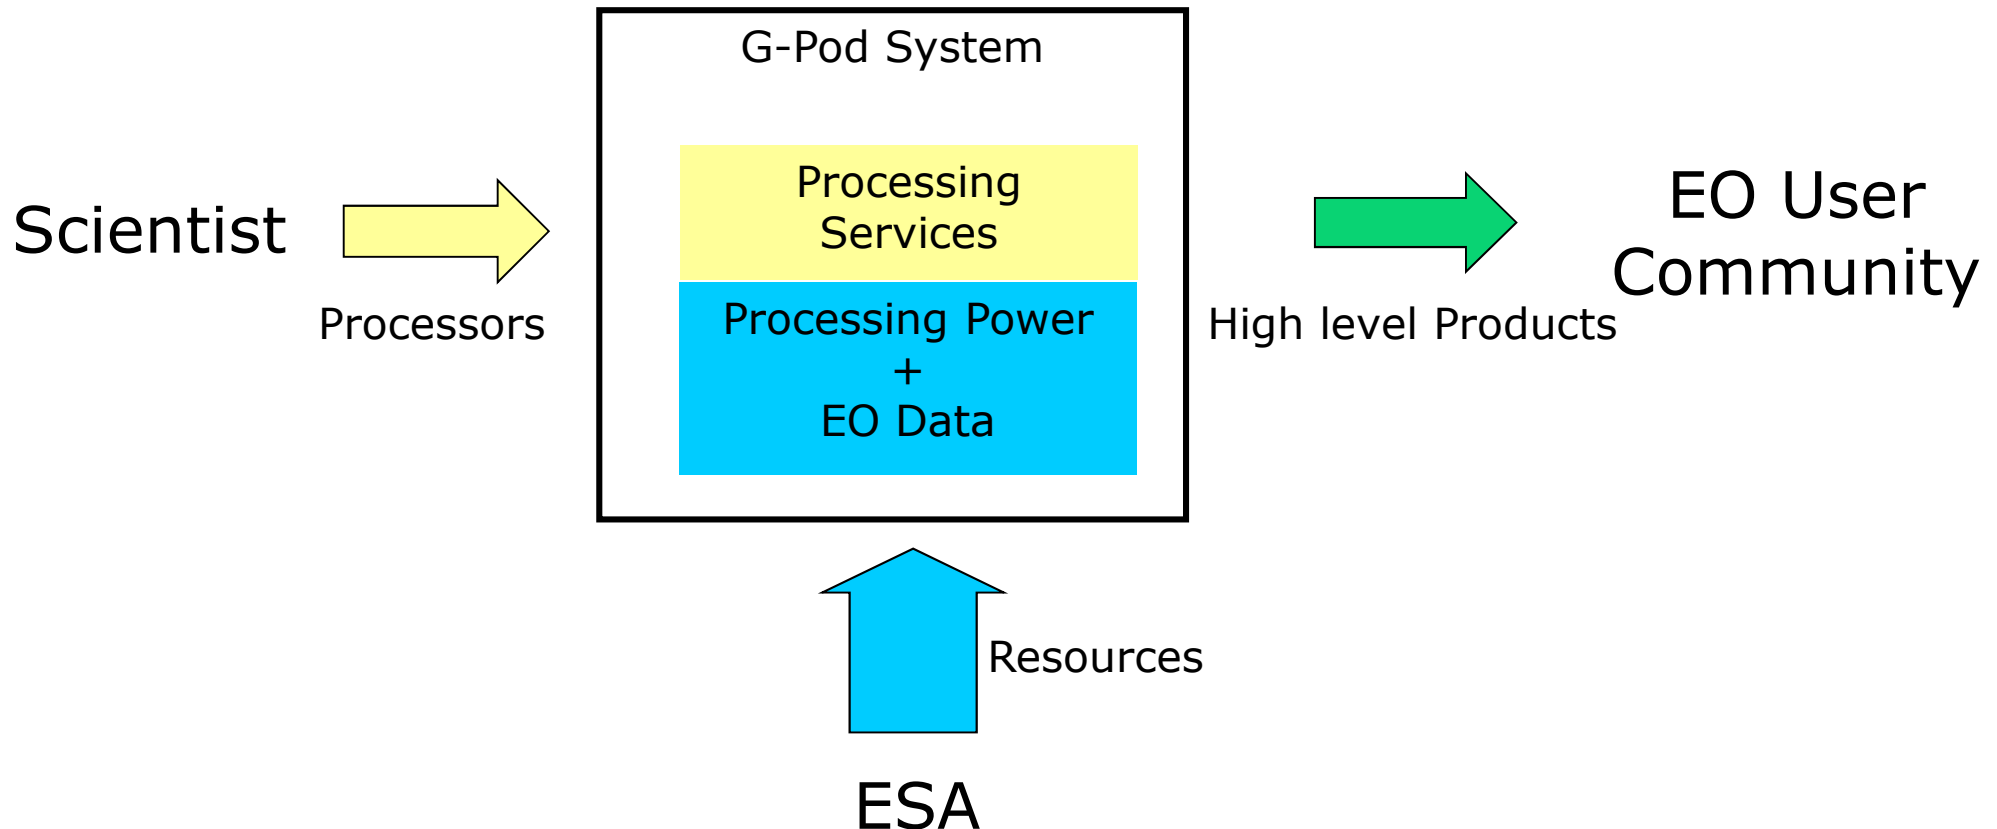 G-Pod System
Scientist
Processors
Processing
Services
Processing Power
+
EO Data
High level Products
EO User
Community
Resources
ESA